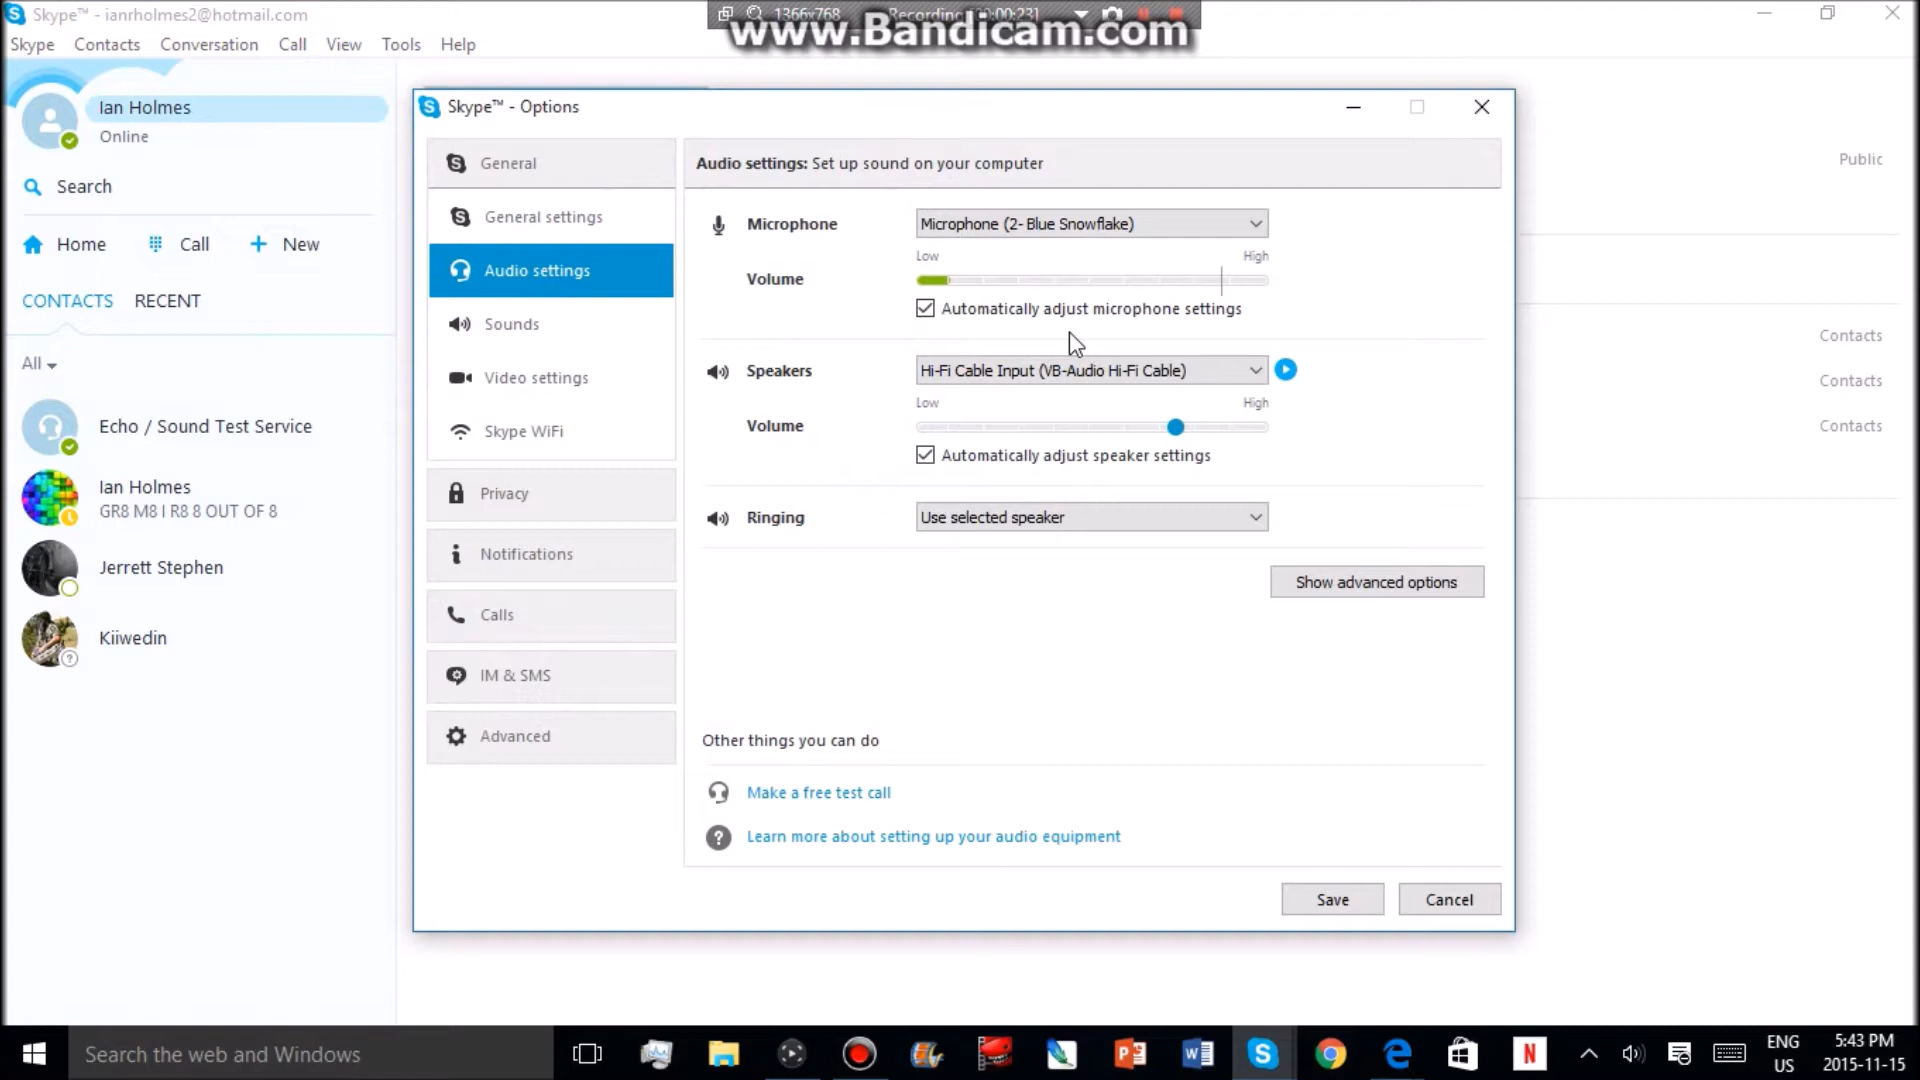 Skype™ - ianrholmes2@hotmail.com
1366x768
Recording [00:00:23]
www.Bandicam.com
Skype Contacts Conversation Call View Tools Help
Ian Holmes
Online
Search
Home Call New
CONTACTS RECENT
All
Echo / Sound Test Service
Ian Holmes
GR8 M8 I R8 8 OUT OF 8
Jerrett Stephen
Kiiwedin
Skype™ - Options
General
General settings
Audio settings
Sounds
Video settings
Skype WiFi
Privacy
Notifications
Calls
IM & SMS
Advanced
Audio settings: Set up sound on your computer
Microphone Microphone (2- Blue Snowflake)
Low High
Volume
Automatically adjust microphone settings
Speakers Hi-Fi Cable Input (VB-Audio Hi-Fi Cable)
Low High
Volume
Automatically adjust speaker settings
Ringing Use selected speaker
Show advanced options
Other things you can do
Make a free test call
Learn more about setting up your audio equipment
Save Cancel
Public
Contacts
Contacts
Contacts
Search the web and Windows
ENG
US
5:43 PM
2015-11-15